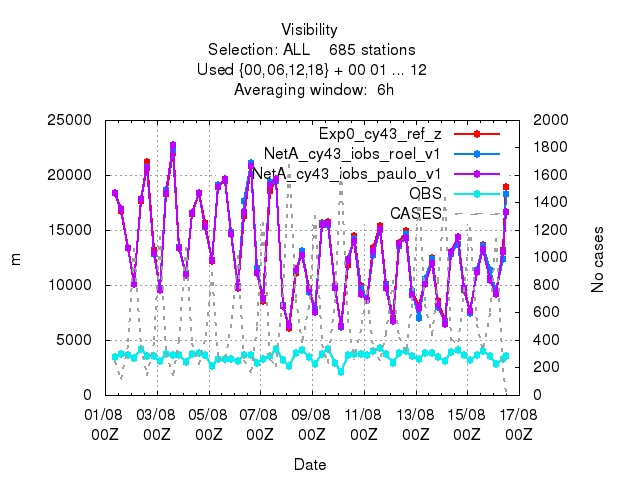 Visibility
Selection: ALL    685 stations
Used {00,06,12,18} + 00 01 ... 12
Averaging window:  6h
25000
20000
15000
10000
5000
0
m
2000
1800
1600
1400
1200
1000
800
600
400
200
0
No cases
Exp0_cy43_ref_z
NetA_cy43_iobs_roel_v1
NetA_cy43_iobs_paulo_v1
OBS
CASES
01/08 03/08 05/08 07/08 09/08 11/08 13/08 15/08 17/08
00Z 00Z 00Z 00Z 00Z 00Z 00Z 00Z 00Z
Date